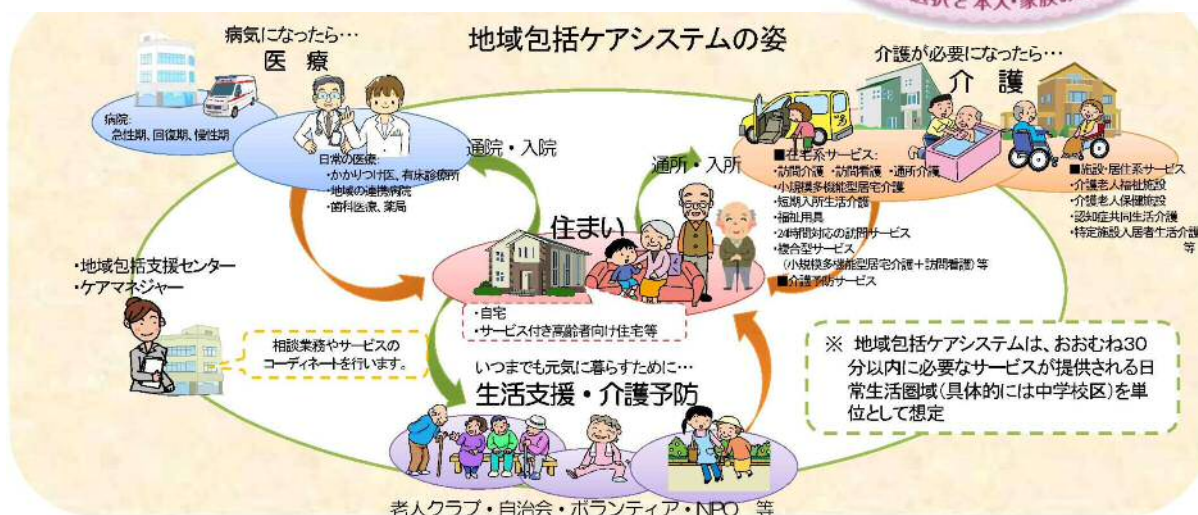 選択と本人・家族
地域包括ケアシステムの姿
病気になったら…
医 療
病院:
急性期、回復期、慢性期
日常の医療:
・かかりつけ医、有床診療所
・地域の連携病院
・歯科医療、薬局
通院・入院
通所・入所
介護が必要になったら…
介 護
■在宅系サービス:
・訪問介護 ・訪問看護 ・通所介護
・小規模多機能型居宅介護
・短期入所生活介護
・福祉用具
・24時間対応の訪問サービス
・複合型サービス
(小規模多機能型居宅介護+訪問看護)等
■介護予防サービス
■施設・居住系サービス
・介護老人福祉施設
・介護老人保健施設
・認知症共同生活介護
・特定施設入居者生活介護
等
住まい
・自宅
・サービス付き高齢者向け住宅等
・地域包括支援センター
・ケアマネジャー
相談業務やサービスの
コーディネートを行います。
いつまでも元気に暮らすために…
生活支援・介護予防
老人クラブ・自治会・ボランティア・NPO 等
※ 地域包括ケアシステムは、おおむね30
分以内に必要なサービスが提供される日
常生活圏域(具体的には中学校区)を単
位として想定